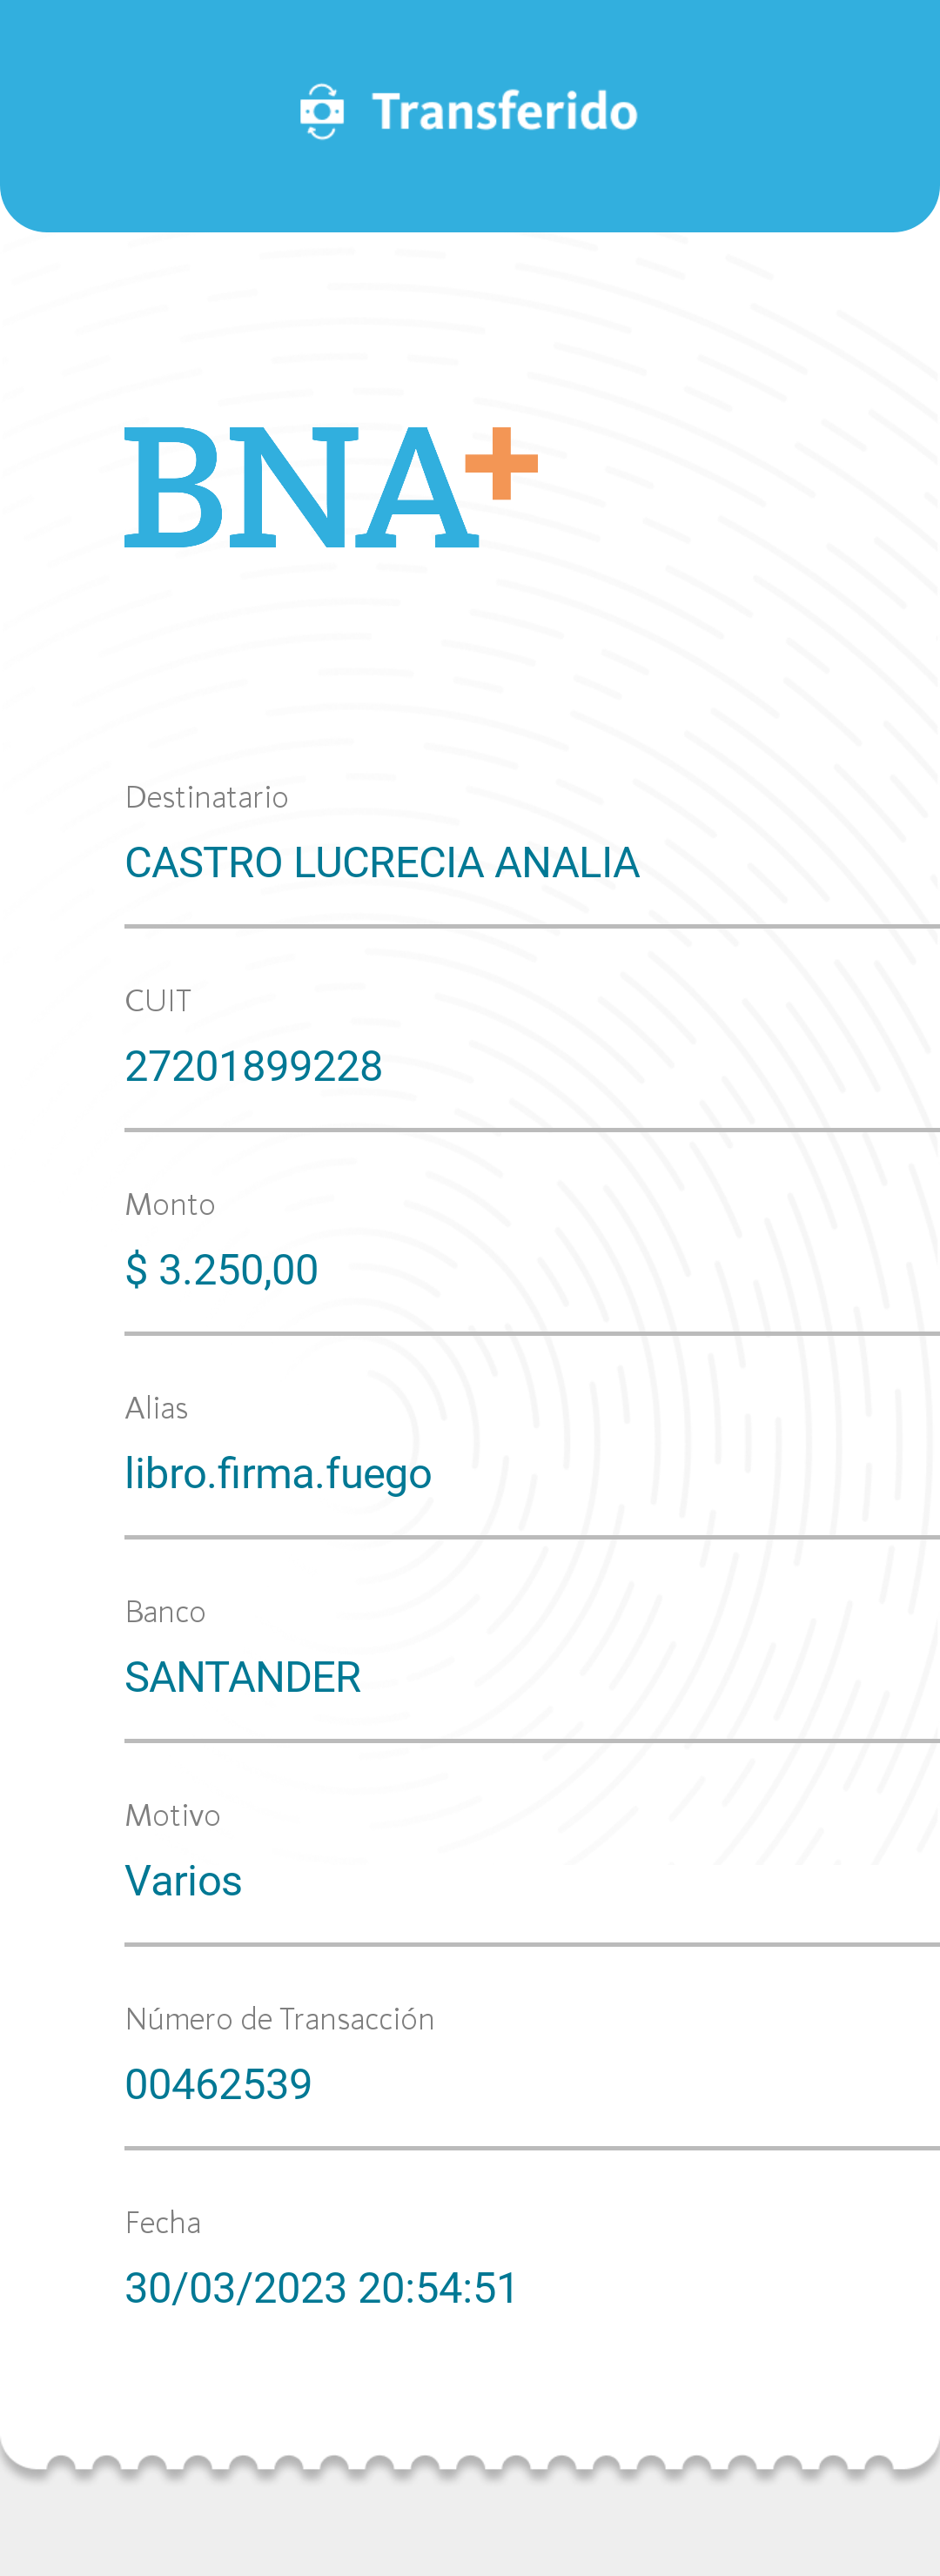 Transferido
BNA+
Destinatario
CASTRO LUCRECIA ANALIA
CUIT
27201899228
Monto
$ 3.250,00
Alias
libro.firma.fuego
Banco
SANTANDER
Motivo
Varios
Número de Transacción
00462539
Fecha
30/03/2023 20:54:51